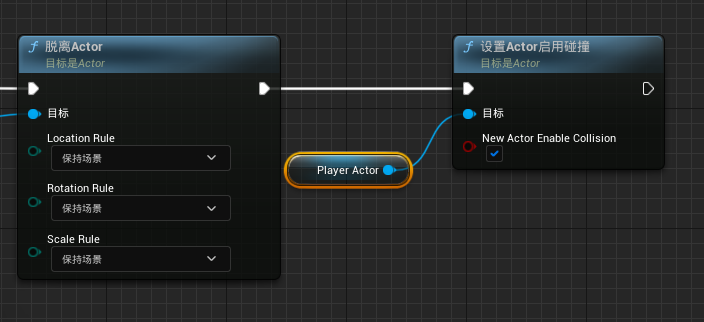 脱离Actor
目标是Actor
目标
Location Rule
保持场景
Rotation Rule
保持场景
Scale Rule
保持场景
Player Actor
设置Actor启用碰撞
目标是Actor
目标
New Actor Enable Collision